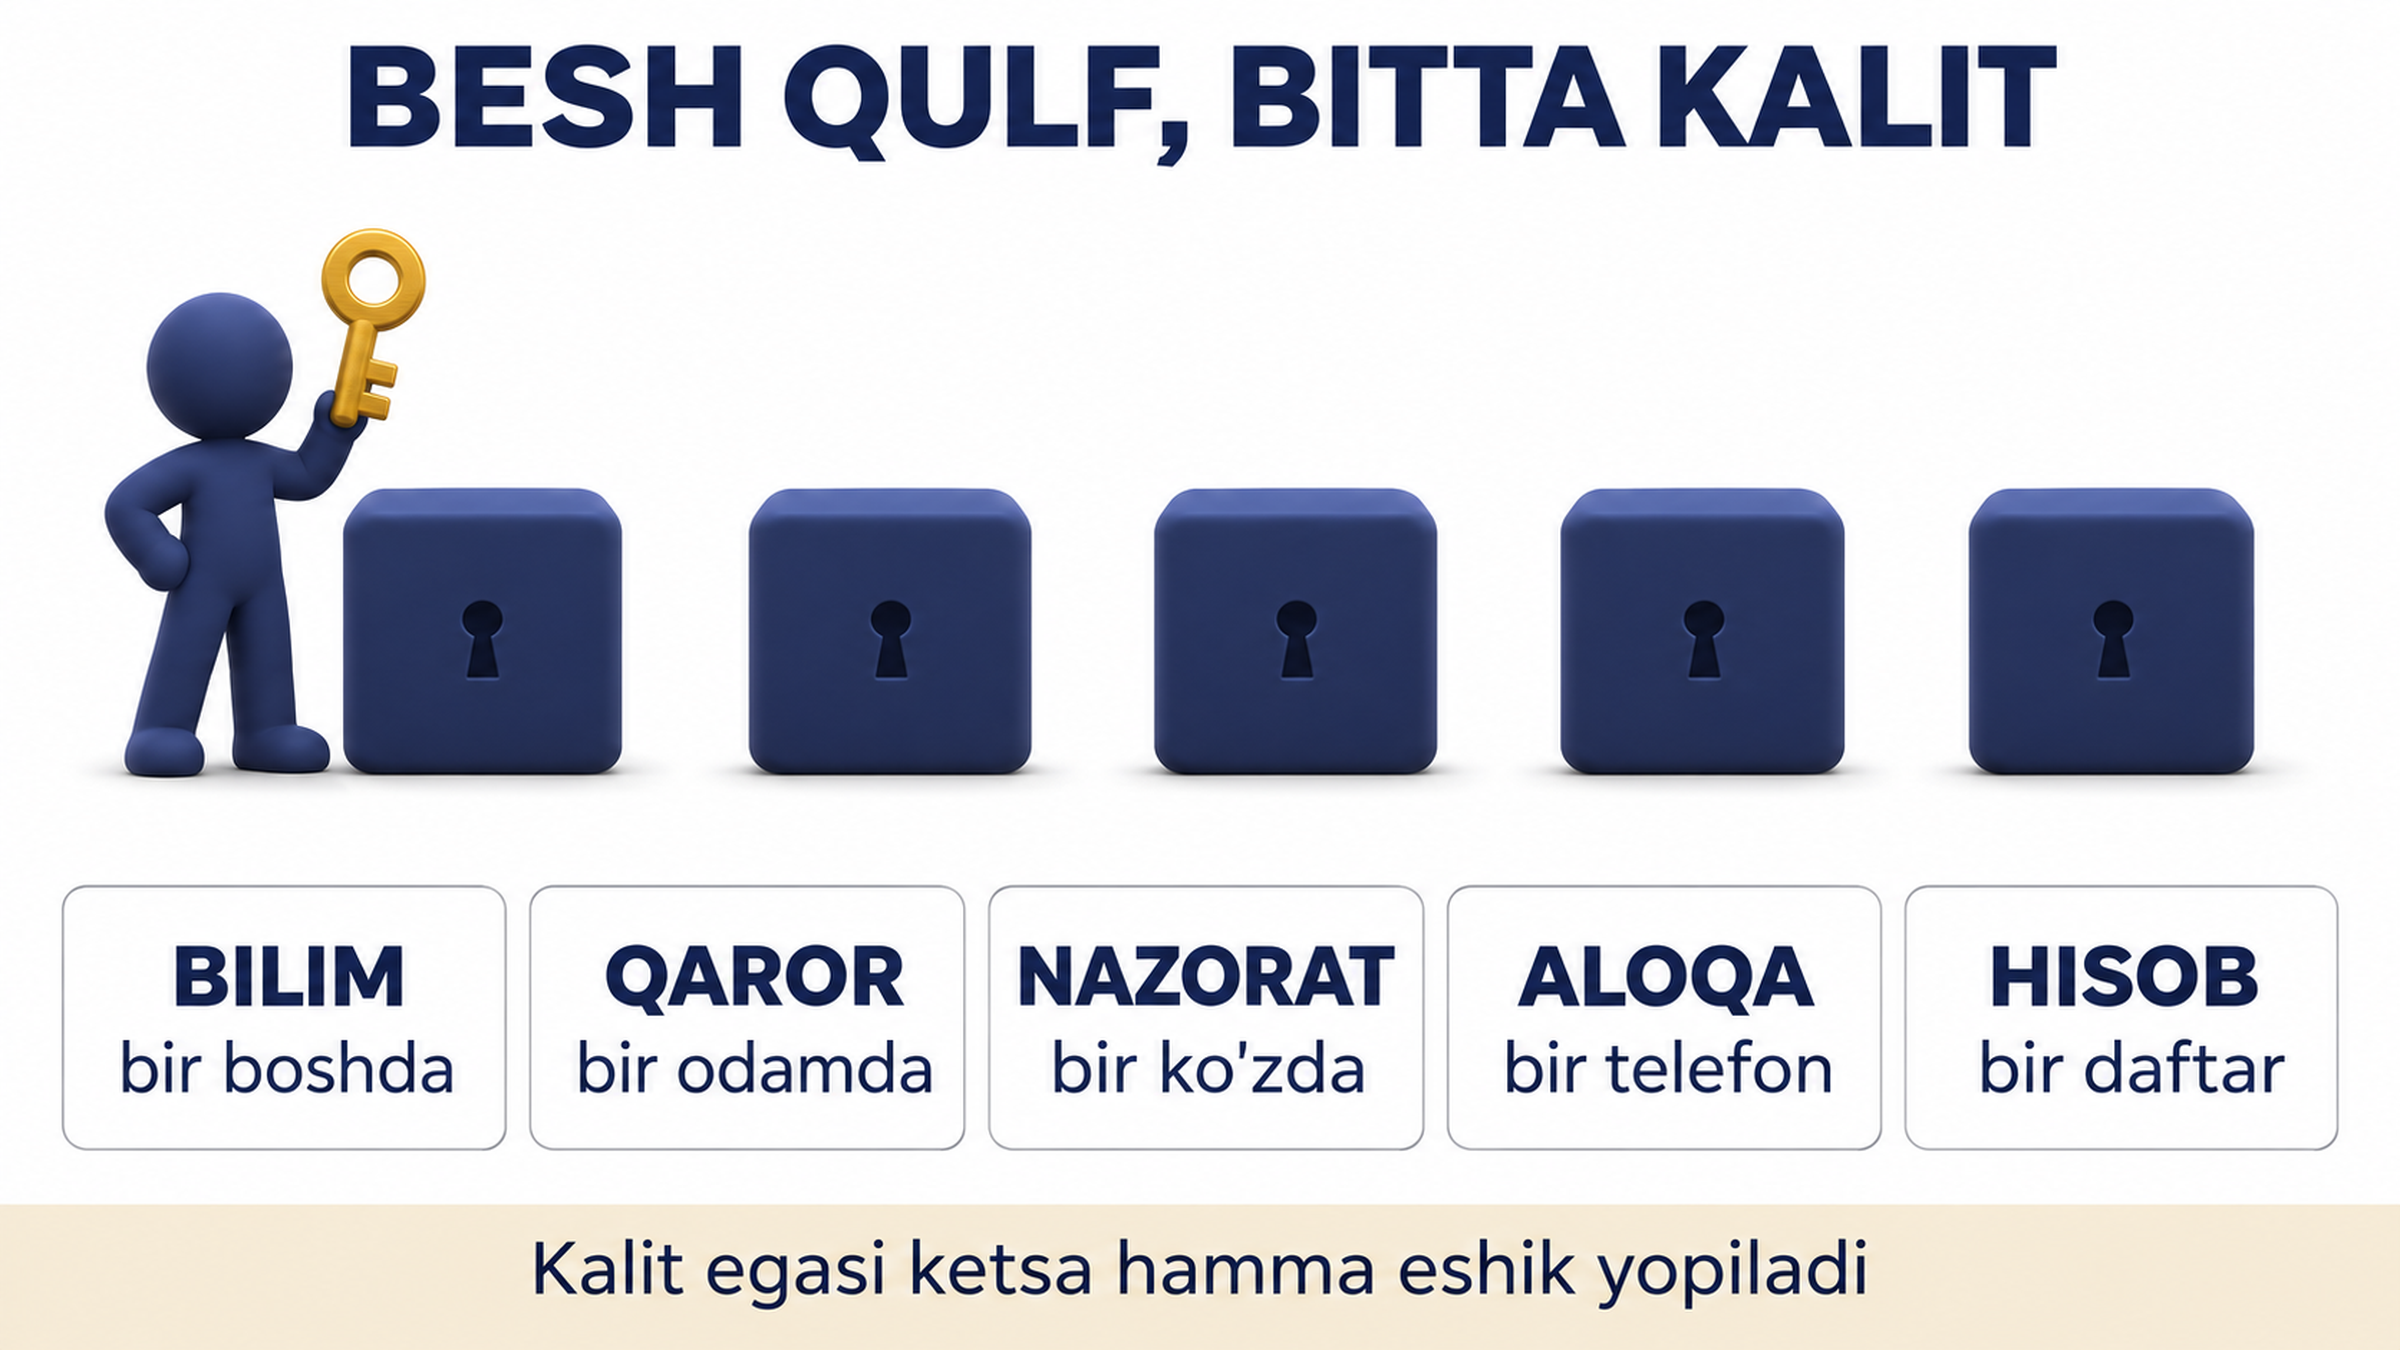 BESH QULF, BITTA KALIT
BILIM
bir boshda
QAROR
bir odamda
NAZORAT
bir ko'zda
ALOQA
bir telefon
HISOB
bir daftar
Kalit egasi ketsa hamma eshik yopiladi